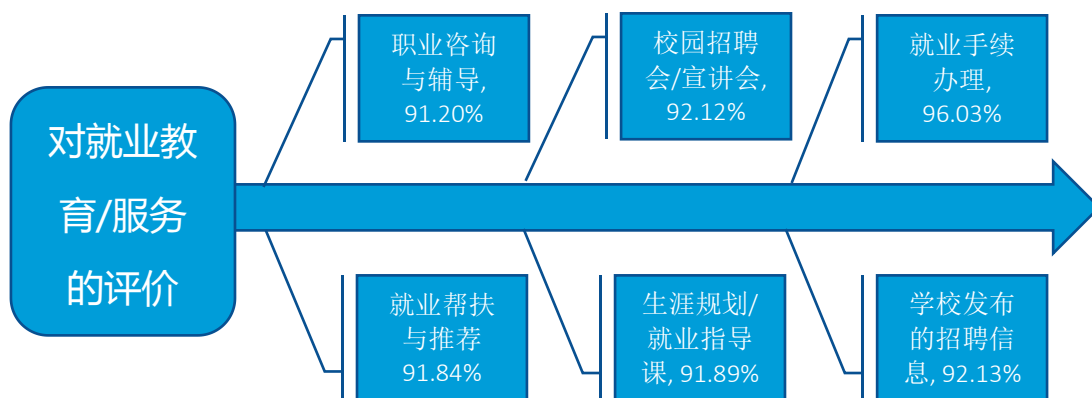 对就业教
育/服务
的评价
职业咨询
与辅导,
91.20%
校园招聘
会/宣讲会,
92.12%
就业手续
办理,
96.03%
就业帮扶
与推荐
91.84%
生涯规划/
就业指导
课, 91.89%
学校发布
的招聘信
息, 92.13%